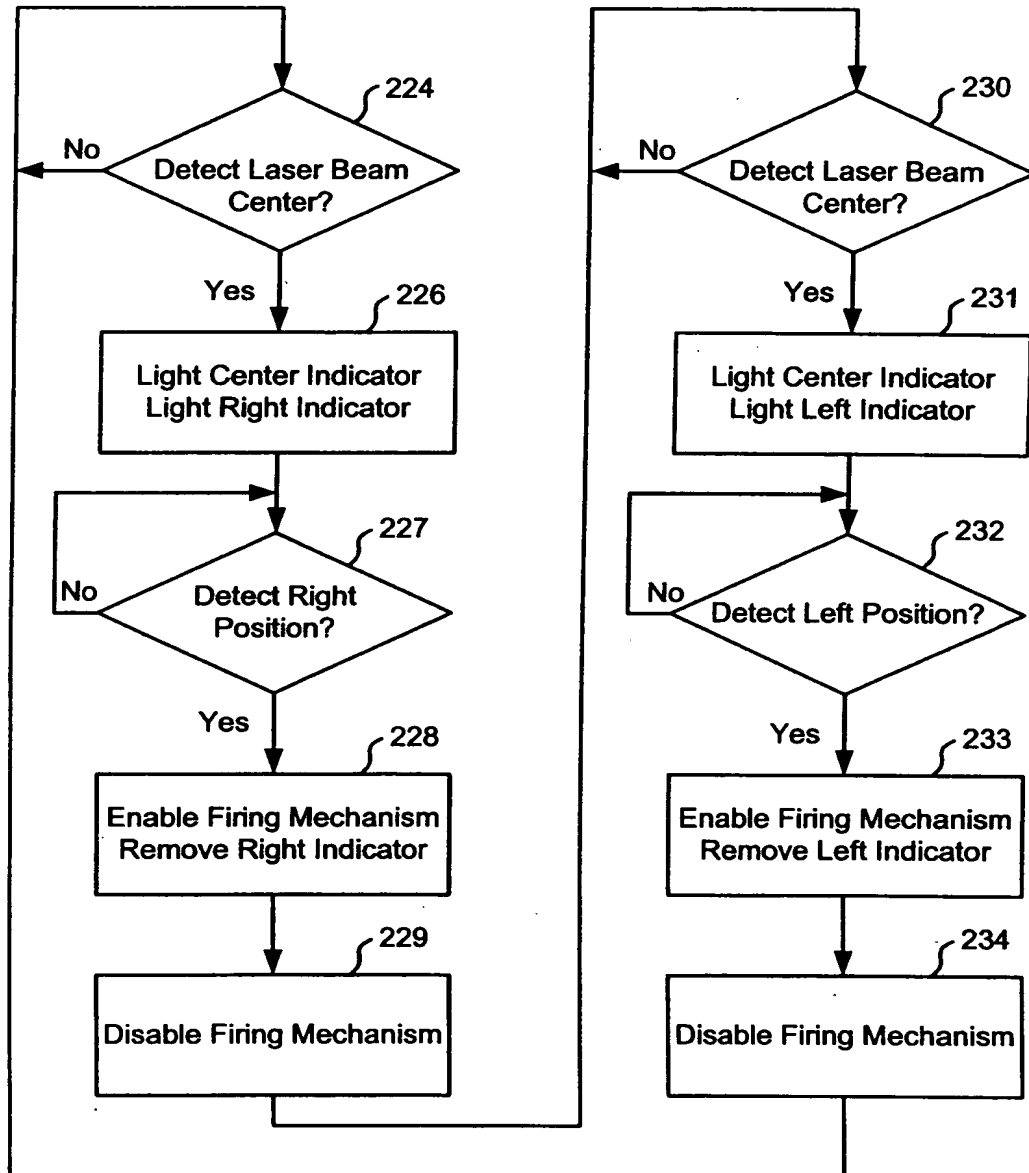 224
No
Detect Laser Beam
Center?
Yes
226
Light Center Indicator
Light Right Indicator
227
No
Detect Right
Position?
Yes
228
Enable Firing Mechanism
Remove Right Indicator
229
Disable Firing Mechanism
230
No
Detect Laser Beam
Center?
Yes
231
Light Center Indicator
Light Left Indicator
232
No
Detect Left Position?
Yes
233
Enable Firing Mechanism
Remove Left Indicator
234
Disable Firing Mechanism